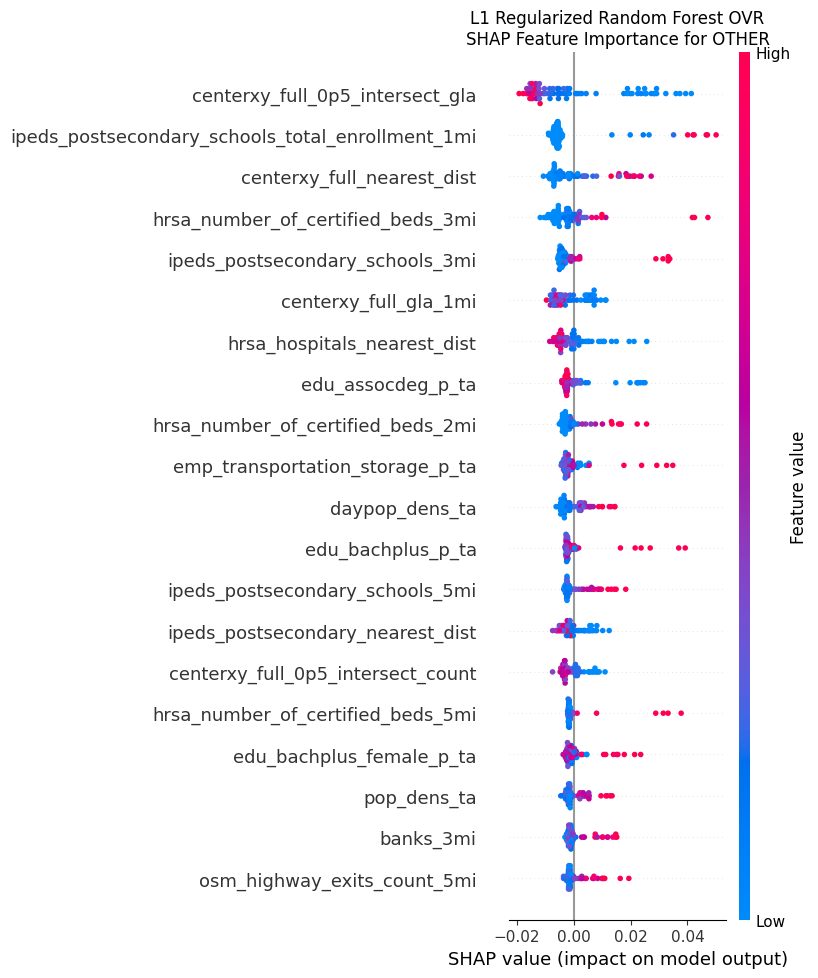 L1 Regularized Random Forest OVR
SHAP Feature Importance for OTHER
High
centerxy_full_0p5_intersect_gla
ipeds_postsecondary_schools_total_enrollment_1mi
centerxy_full_nearest_dist
hrsa_number_of_certified_beds_3mi
ipeds_postsecondary_schools_3mi
centerxy_full_gla_1mi
hrsa_hospitals_nearest_dist
edu_assocdeg_p_ta
hrsa_number_of_certified_beds_2mi
emp_transportation_storage_p_ta
daypop_dens_ta
edu_bachplus_p_ta
ipeds_postsecondary_schools_5mi
ipeds_postsecondary_nearest_dist
centerxy_full_0p5_intersect_count
hrsa_number_of_certified_beds_5mi
edu_bachplus_female_p_ta
pop_dens_ta
banks_3mi
osm_highway_exits_count_5mi
Feature value
Low
−0.02 0.00 0.02 0.04
SHAP value (impact on model output)